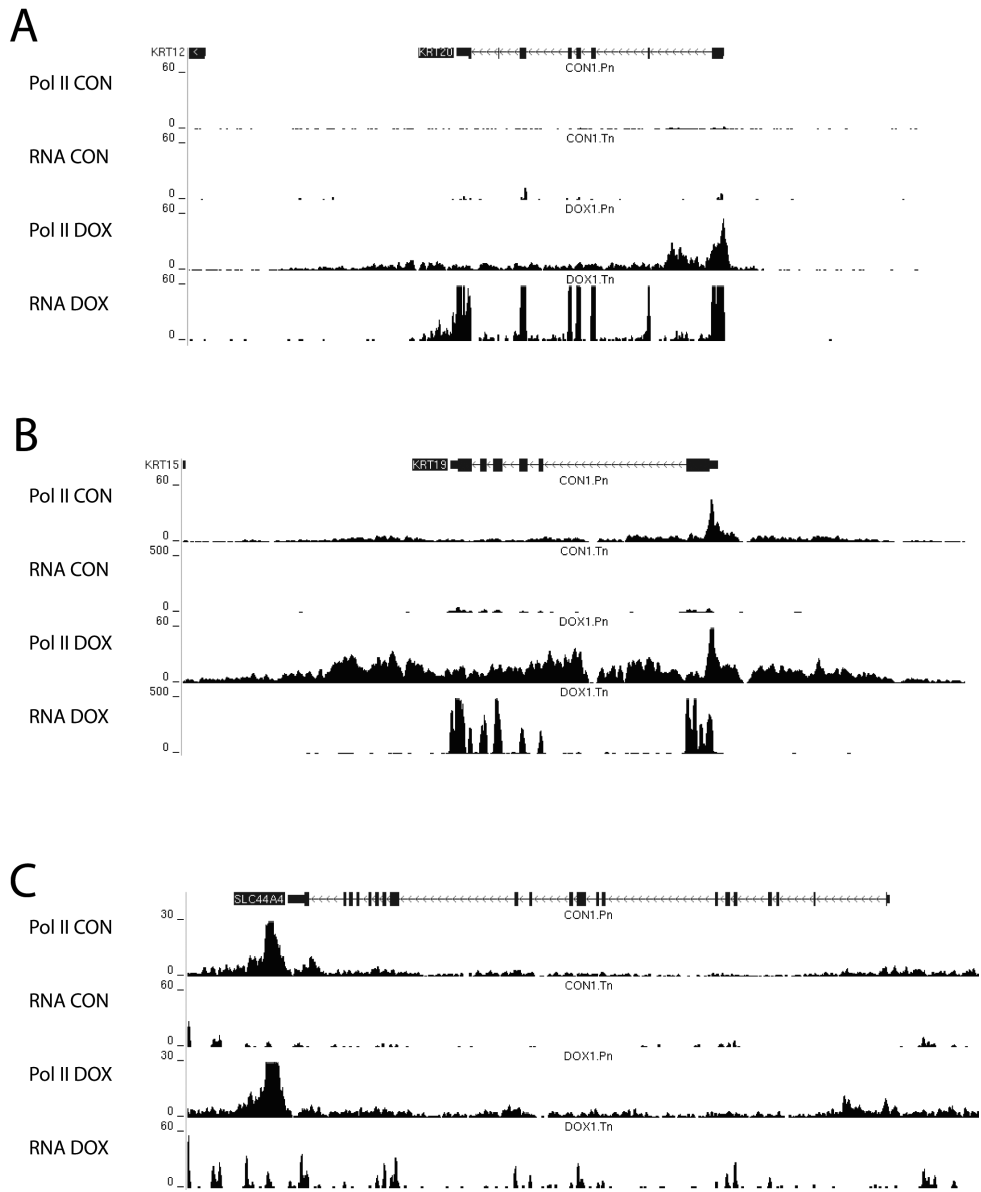 A
KRT12 KRT20
Pol II CON 60 CON1.Pn
0
RNA CON 60 CON1.Tn
0
Pol II DOX 60 DOX1.Pn
0
RNA DOX 60 DOX1.Tn
0
B
KRT15 KRT19
Pol II CON 60 CON1.Pn
0
RNA CON 500 CON1.Tn
0
Pol II DOX 60 DOX1.Pn
0
RNA DOX 500 DOX1.Tn
0
C
SLC44A4
Pol II CON 30 CON1.Pn
0
RNA CON 60 CON1.Tn
0
Pol II DOX 30 DOX1.Pn
0
RNA DOX 60 DOX1.Tn
0